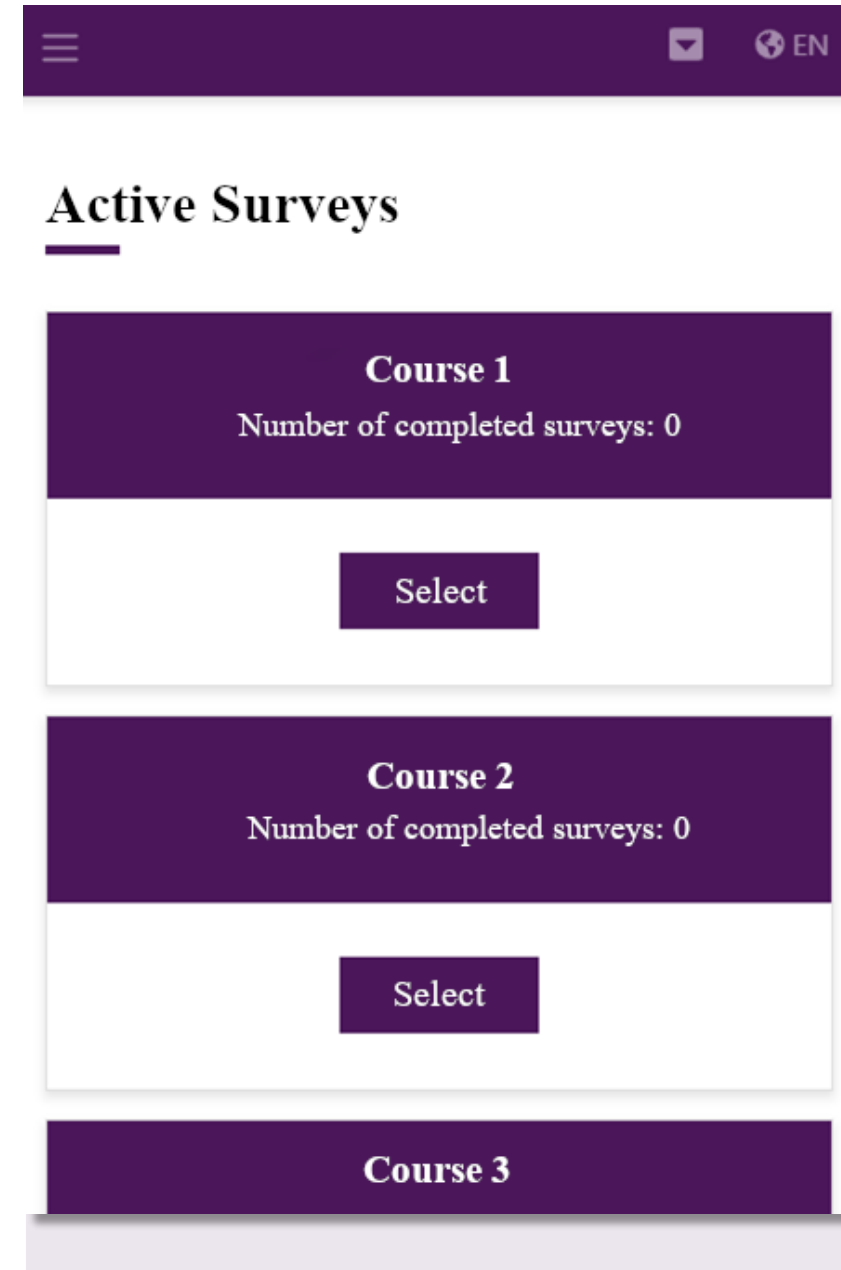 EN
Active Surveys
Course 1
Number of completed surveys: 0
Select
Course 2
Number of completed surveys: 0
Select
Course 3